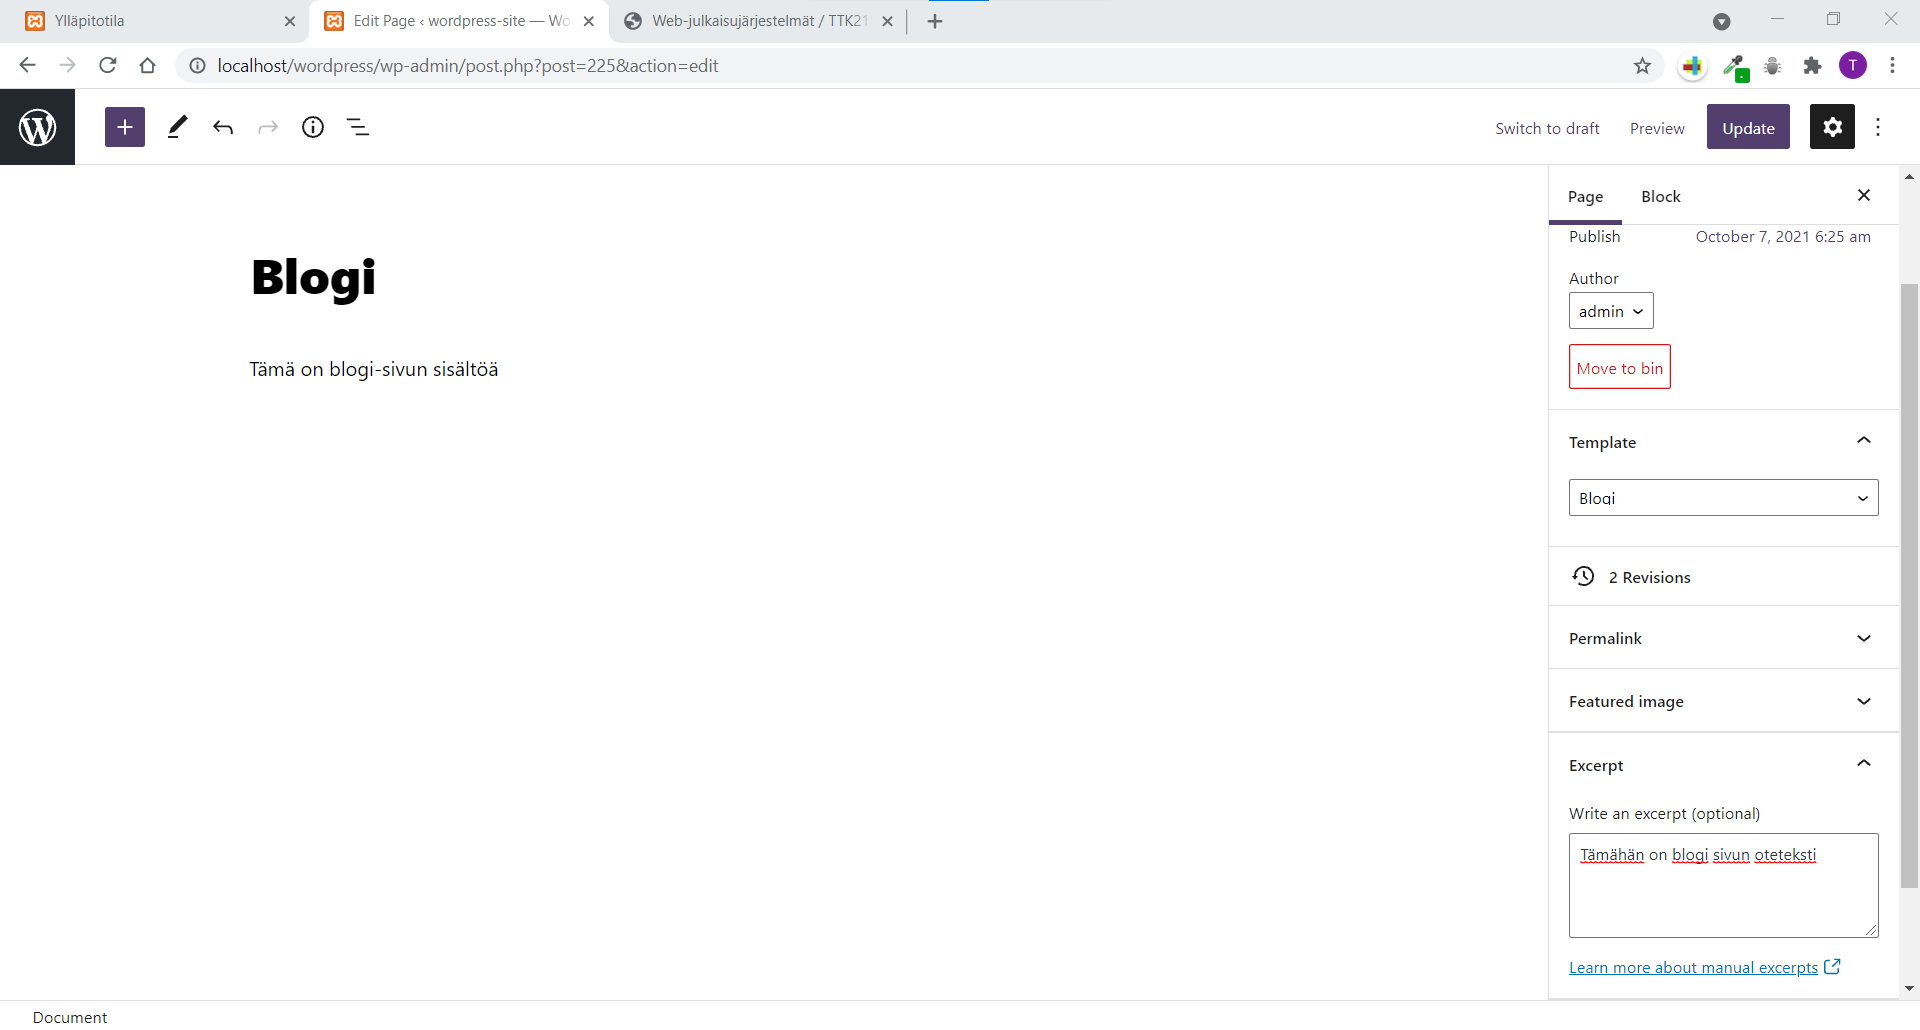 Ylläpitotila
Edit Page ‹ wordpress-site — Wo
Web-julkaisujärjestelmät / TTK21
localhost/wordpress/wp-admin/post.php?post=225&action=edit
T
Switch to draft
Preview
Update
Page
Block
Publish
October 7, 2021 6:25 am
Blogi
Author
admin
Tämä on blogi-sivun sisältöä
Move to bin
Template
Blogi
2 Revisions
Permalink
Featured image
Excerpt
Write an excerpt (optional)
Tämähän on blogi sivun oteteksti
Learn more about manual excerpts
Document